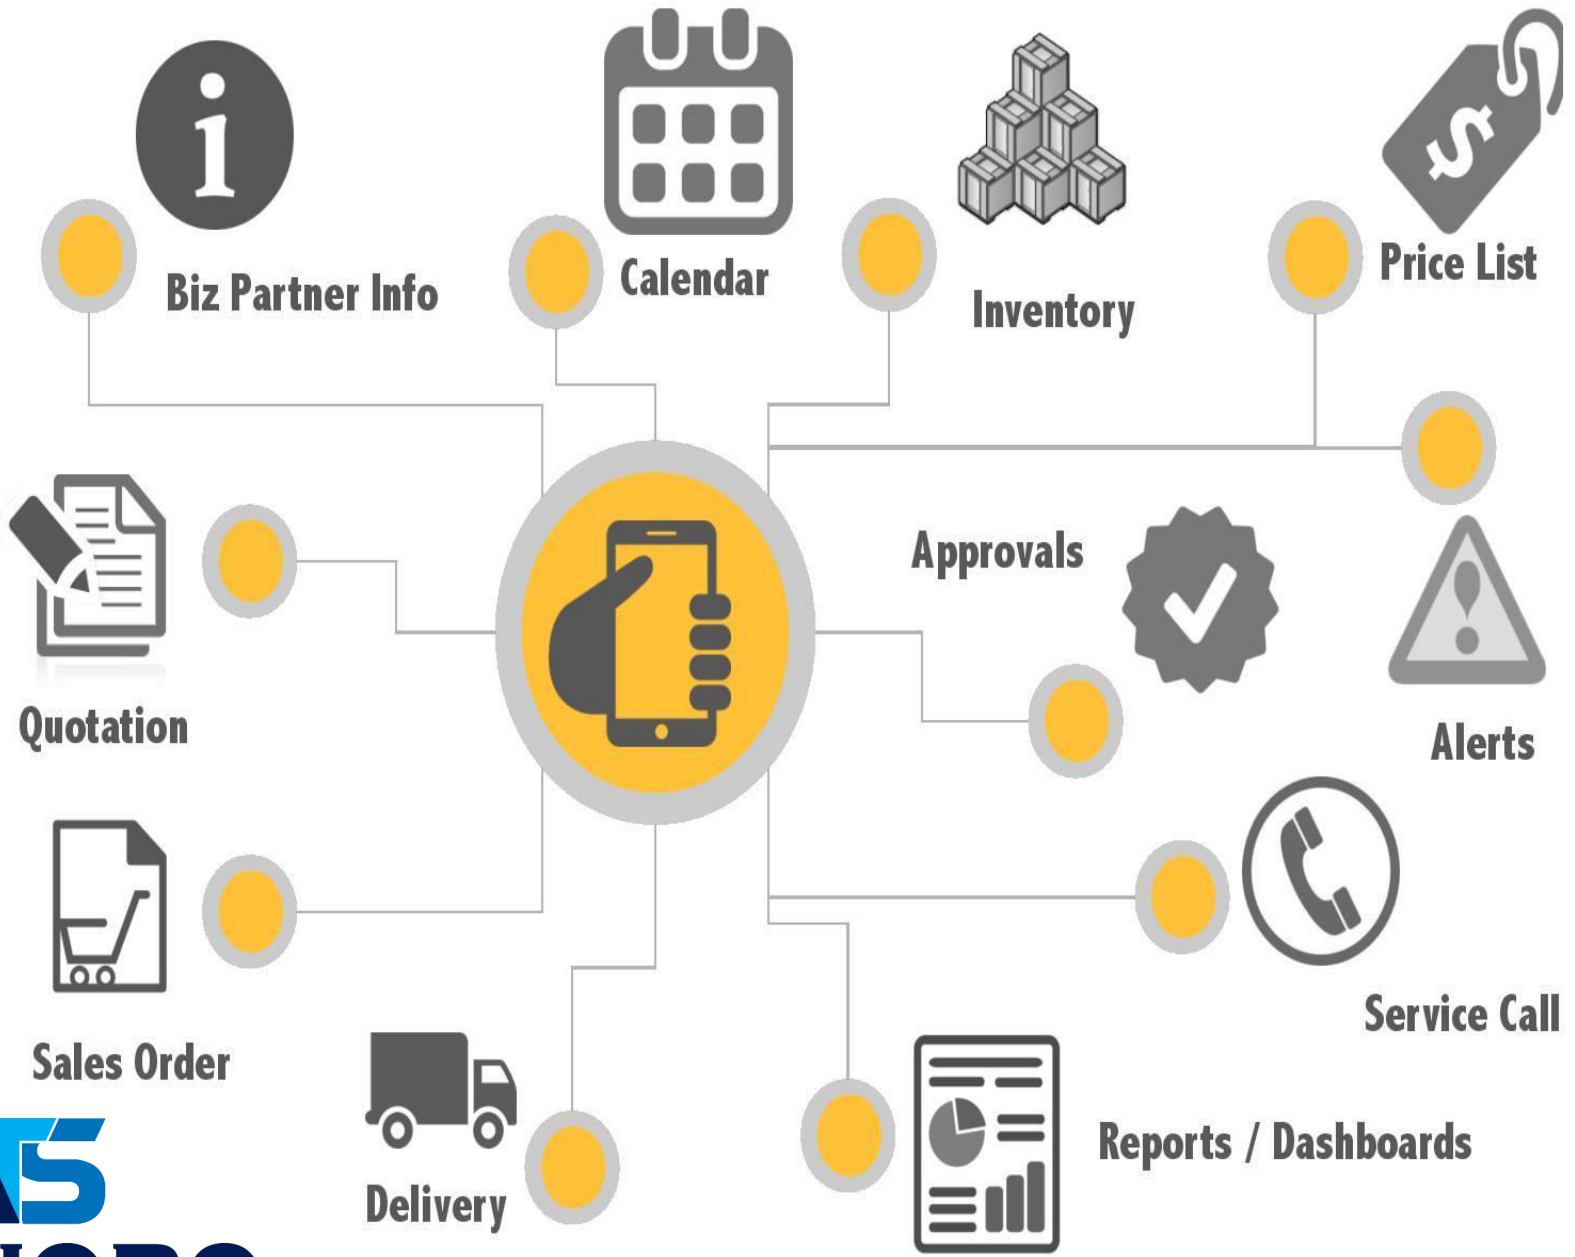 Biz Partner Info
Calendar
Inventory
Price List
Approvals
Quotation
Alerts
Sales Order
Service Call
Delivery
Reports / Dashboards